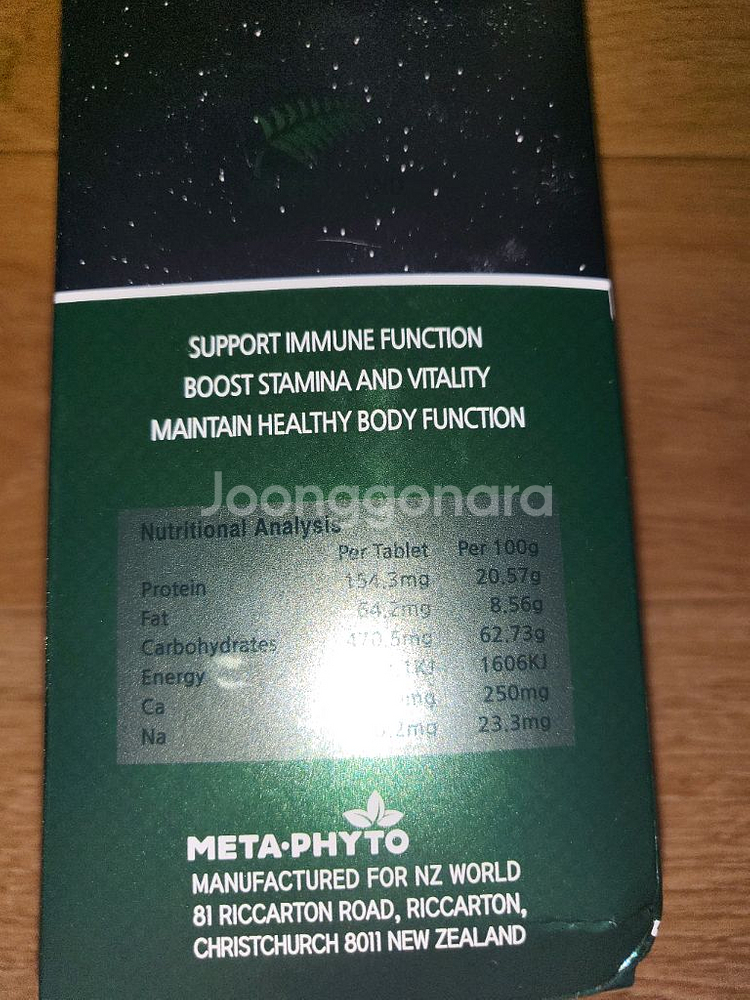 SUPPORT IMMUNE FUNCTION
BOOST STAMINA AND VITALITY
MAINTAIN HEALTHY BODY FUNCTION
Joonggonara
Nutritional Analysis
Per Tablet Per 100g
Protein 154.3mg 20.57g
Fat 64.2mg 8.56g
Carbohydrates 470.5mg 62.73g
Energy 1606KJ
Ca 250mg
Na 23.3mg
META·PHYTO
MANUFACTURED FOR NZ WORLD
81 RICCARTON ROAD, RICCARTON,
CHRISTCHURCH 8011 NEW ZEALAND